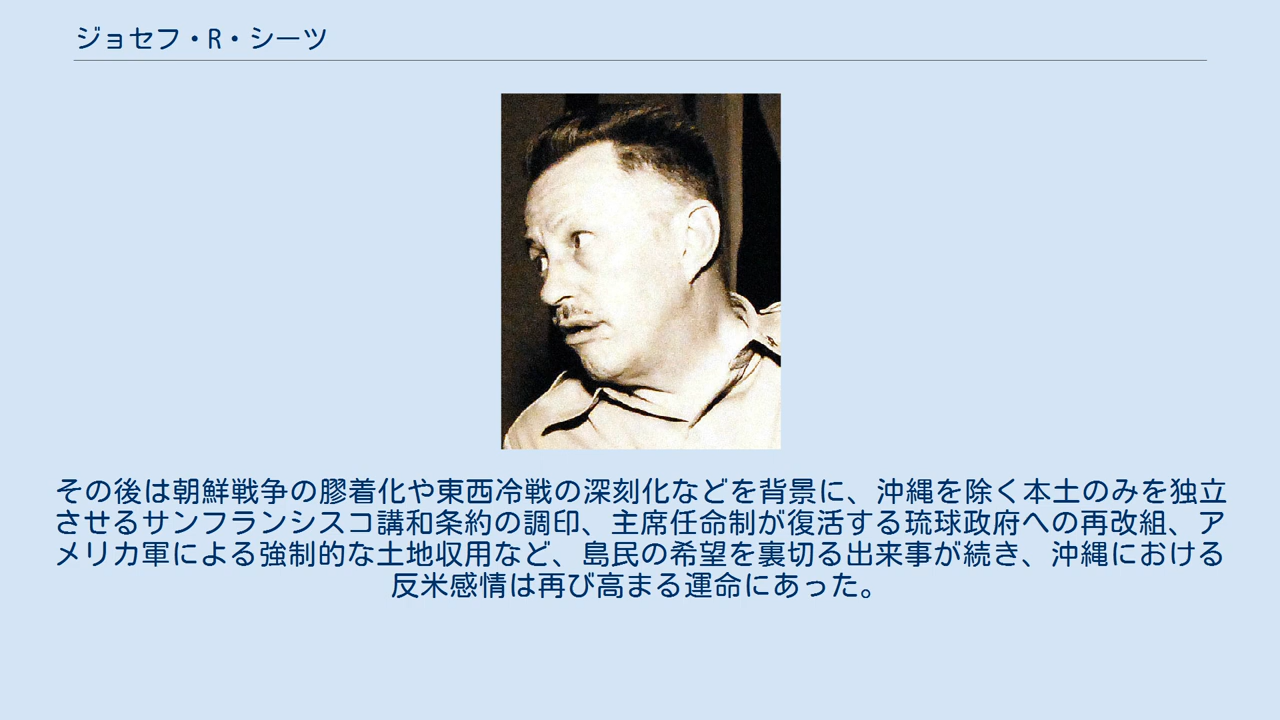 ジョセフ・R・シーツ
その後は朝鮮戦争の膠着化や東西冷戦の深刻化などを背景に、沖縄を除く本土のみを独立
させるサンフランシスコ講和条約の調印、主席任命制が復活する琉球政府への再改組、ア
メリカ軍による強制的な土地収用など、島民の希望を裏切る出来事が続き、沖縄における
反米感情は再び高まる運命にあった。